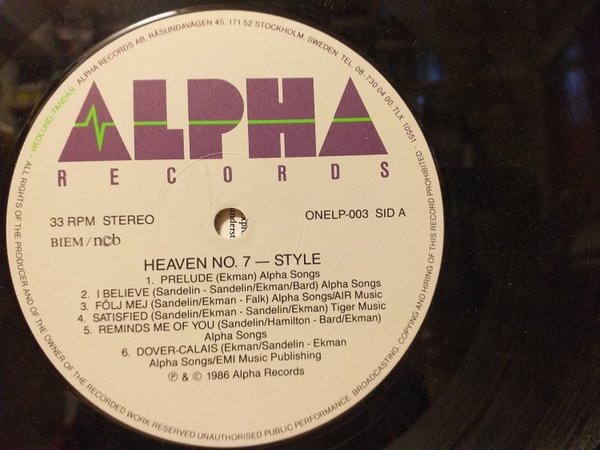 ALPHA RECORDS AB, RÅSUNDAVÄGEN 45, 171 52 STOCKHOLM, SWEDEN. TEL. 08-730 04 00. TLX. 10551 ·
HEDLUND-TANDAN
ALPHA
RECORDS
33 RPM STEREO
ONELP-003 SID A
BIEM/ncb
HEAVEN NO. 7 — STYLE
1. PRELUDE (Ekman) Alpha Songs
2. I BELIEVE (Sandelin - Sandelin/Ekman/Bard) Alpha Songs
3. FÖLJ MEJ (Sandelin/Ekman - Falk) Alpha Songs/AIR Music
4. SATISFIED (Sandelin/Ekman - Sandelin/Ekman) Tiger Music
5. REMINDS ME OF YOU (Sandelin/Hamilton - Bard/Ekman)
Alpha Songs
6. DOVER-CALAIS (Ekman/Sandelin - Ekman
Alpha Songs/EMI Music Publishing
℗ & © 1986 Alpha Records
· ALL RIGHTS OF THE PRODUCER AND OF THE OWNER OF THE RECORDED WORK RESERVED UNAUTHORISED PUBLIC PERFORMANCE. BROADCASTING. COPYING AND HIRING OF THIS RECORD PROHIBITED ·